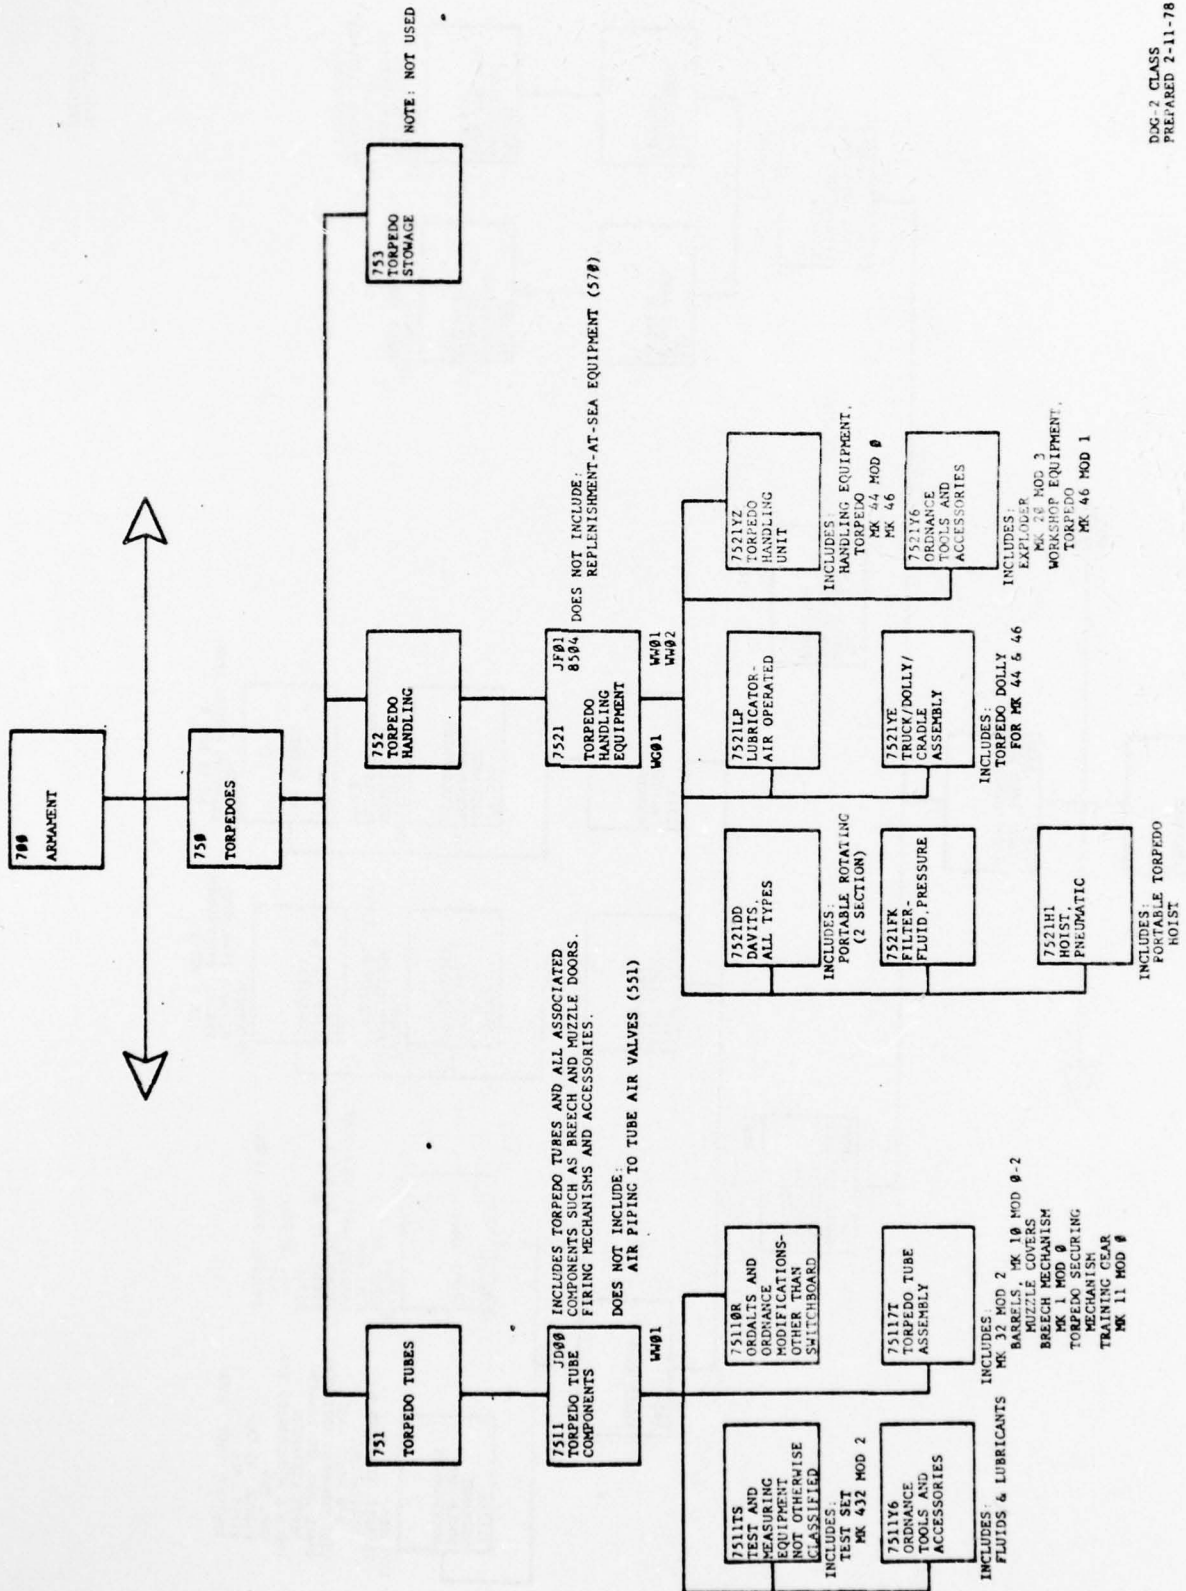 700
ARMAMENT
750
TORPEDOES
751
TORPEDO TUBES
752
TORPEDO
HANDLING
753
TORPEDO
STOWAGE
NOTE: NOT USED
7511 JD00
TORPEDO TUBE
COMPONENTS
WW01
INCLUDES TORPEDO TUBES AND ALL ASSOCIATED
COMPONENTS SUCH AS BREECH AND MUZZLE DOORS.
FIRING MECHANISMS AND ACCESSORIES.
DOES NOT INCLUDE:
AIR PIPING TO TUBE AIR VALVES (551)
7521 JF01
8504
TORPEDO
HANDLING
EQUIPMENT
WG01 WW01
WW02
DOES NOT INCLUDE:
REPLENISHMENT-AT-SEA EQUIPMENT (570)
7511TS
TEST AND
MEASURING
EQUIPMENT
NOT OTHERWISE
CLASSIFIED
INCLUDES:
TEST SET
MK 432 MOD 2
75110R
ORDALTS AND
ORDNANCE
MODIFICATIONS-
OTHER THAN
SWITCHBOARD
7511Y6
ORDNANCE
TOOLS AND
ACCESSORIES
INCLUDES:
FLUIDS & LUBRICANTS
75117T
TORPEDO TUBE
ASSEMBLY
INCLUDES:
MK 32 MOD 2
BARRELS, MK 10 MOD 0-2
MUZZLE COVERS
BREECH MECHANISM
MK 1 MOD 0
TORPEDO SECURING
MECHANISM
TRAINING GEAR
MK 11 MOD 0
7521DD
DAVITS,
ALL TYPES
INCLUDES:
PORTABLE ROTATING
(2 SECTION)
7521LP
LUBRICATOR-
AIR OPERATED
7521YZ
TORPEDO
HANDLING
UNIT
INCLUDES:
HANDLING EQUIPMENT,
TORPEDO
MK 44 MOD 0
MK 46
7521FK
FILTER-
FLUID,PRESSURE
7521YE
TRUCK/DOLLY/
CRADLE
ASSEMBLY
INCLUDES:
TORPEDO DOLLY
FOR MK 44 & 46
7521Y6
ORDNANCE
TOOLS AND
ACCESSORIES
INCLUDES:
EXPLODER
MK 20 MOD 3
WORKSHOP EQUIPMENT,
TORPEDO
MK 46 MOD 1
7521H1
HOIST,
PNEUMATIC
INCLUDES:
PORTABLE TORPEDO
HOIST
DDG-2 CLASS
PREPARED 2-11-78